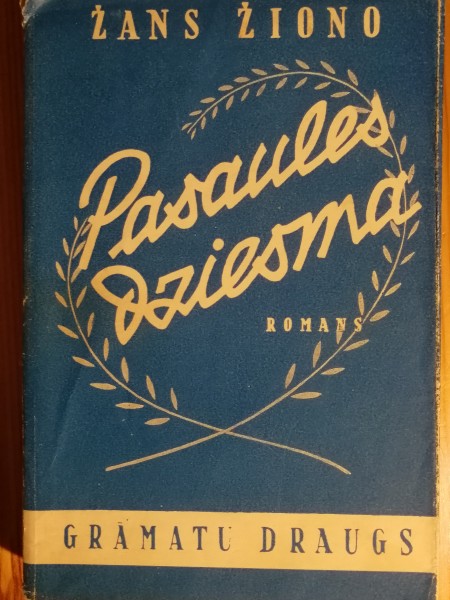 ŽANS ŽIONO
Pasaules
dziesma
ROMANS
GRĀMATU DRAUGS